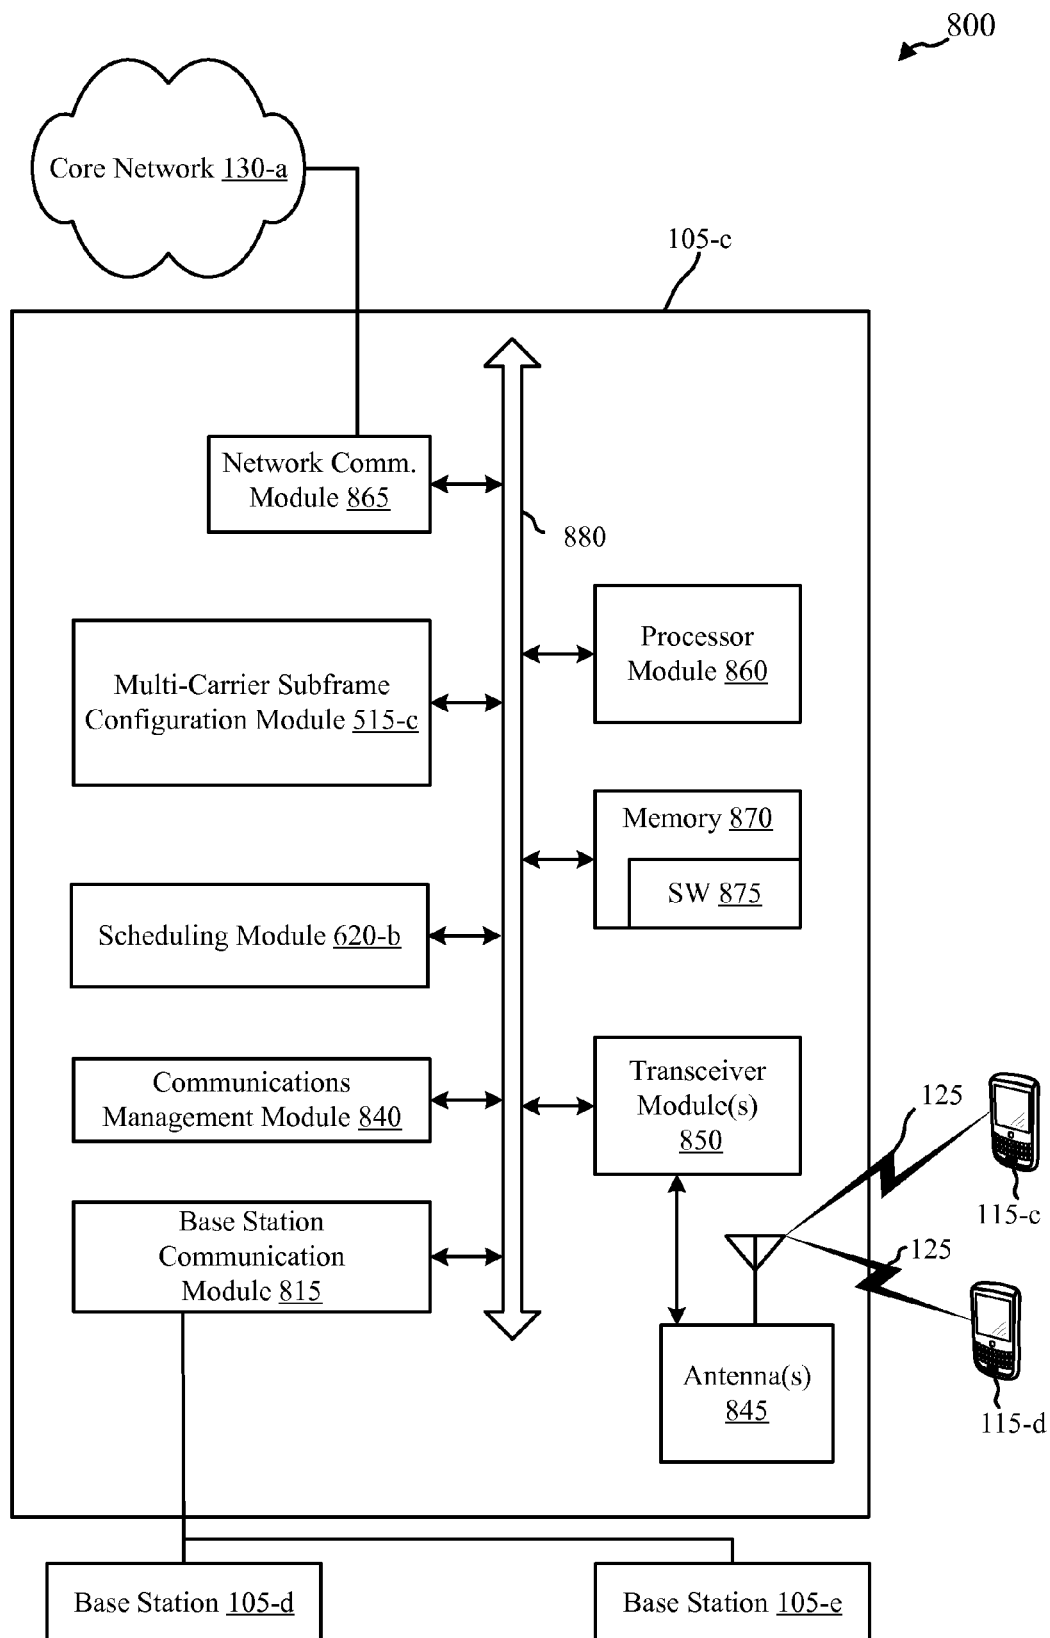 800
Core Network 130-a
105-c
Network Comm.
Module 865
880
Processor
Module 860
Multi-Carrier Subframe
Configuration Module 515-c
Memory 870
SW 875
Scheduling Module 620-b
Transceiver
Module(s)
850
Communications
Management Module 840
125
115-c
Base Station
Communication
Module 815
125
Antenna(s)
845
115-d
Base Station 105-d
Base Station 105-e